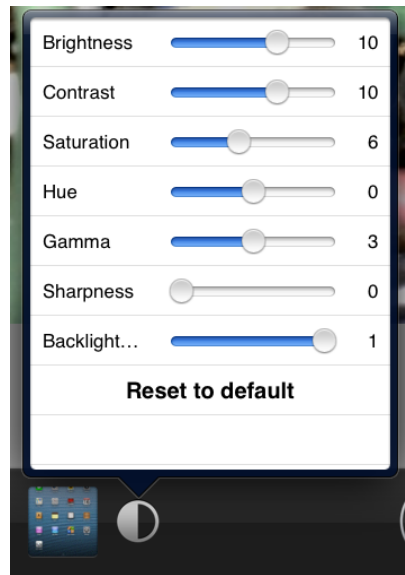 Brightness 10
Contrast 10
Saturation 6
Hue 0
Gamma 3
Sharpness 0
Backlight... 1
Reset to default